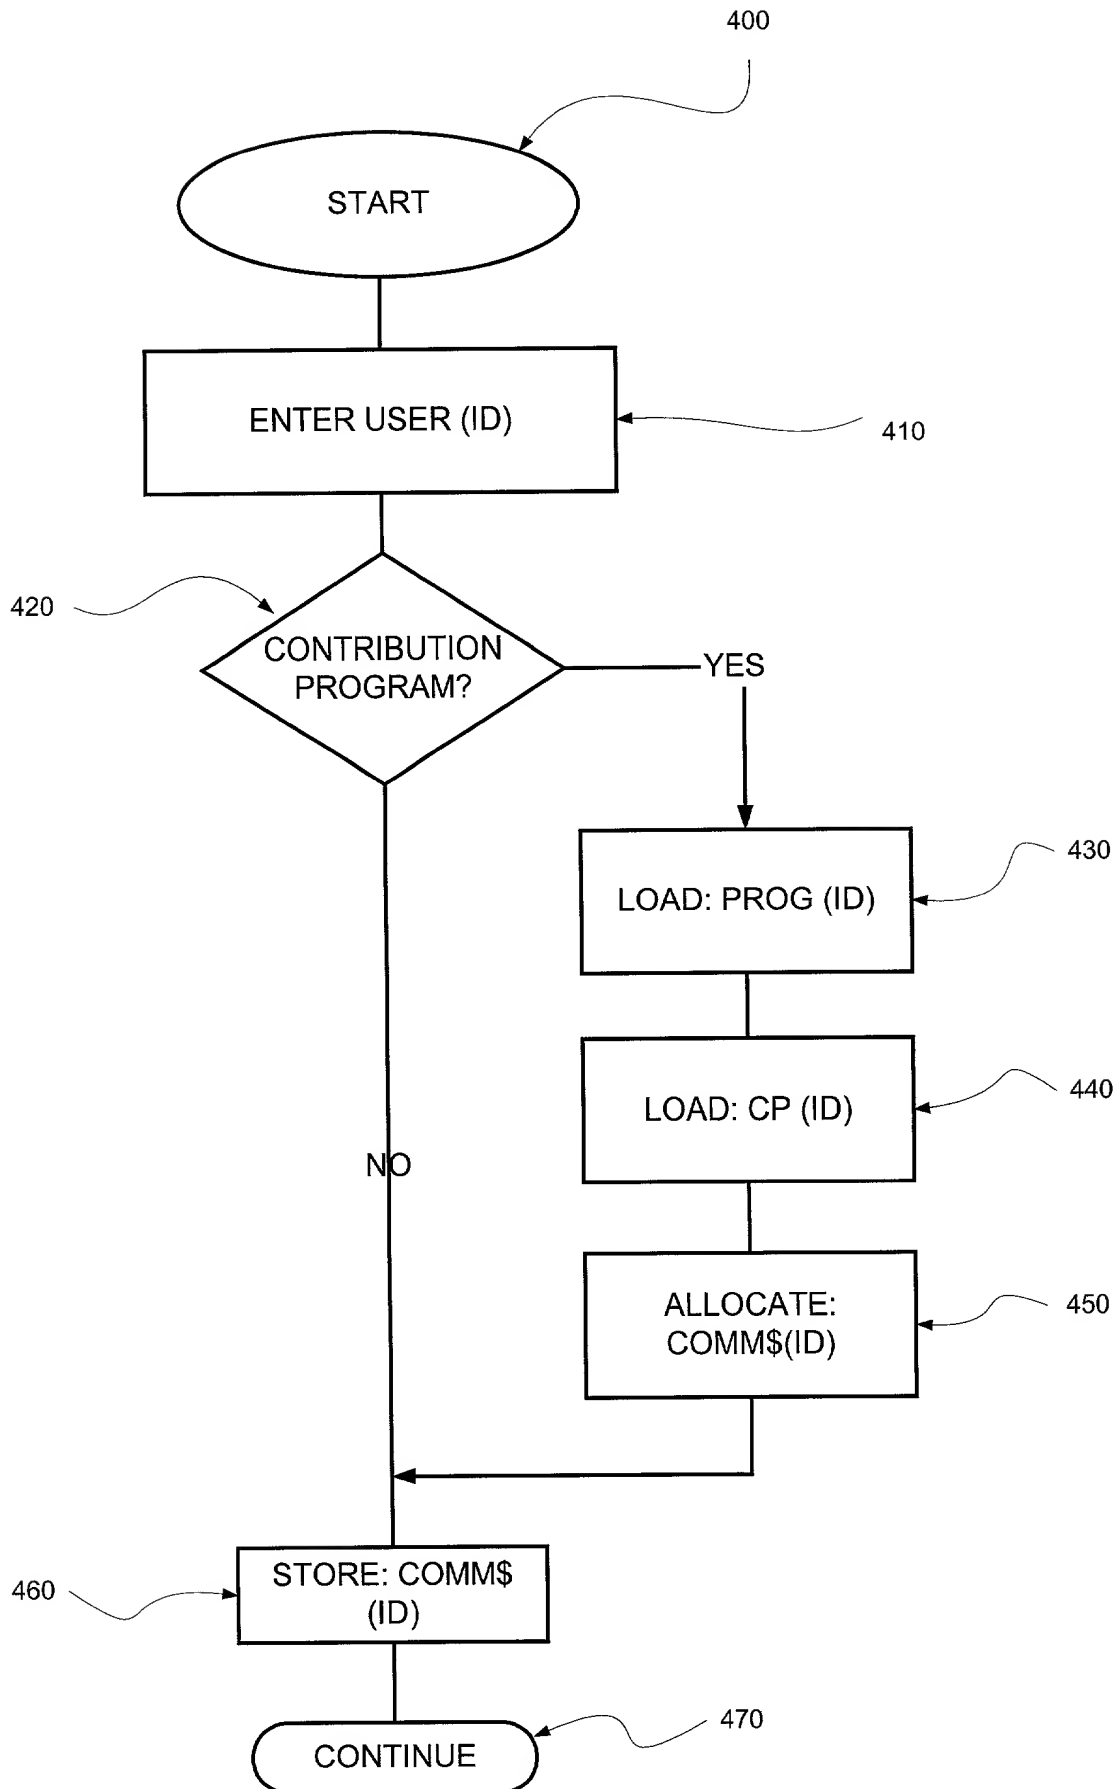 400
START
ENTER USER (ID)
410
420
CONTRIBUTION
PROGRAM?
YES
430
LOAD: PROG (ID)
440
LOAD: CP (ID)
NO
450
ALLOCATE:
COMM$(ID)
460
STORE: COMM$
(ID)
470
CONTINUE